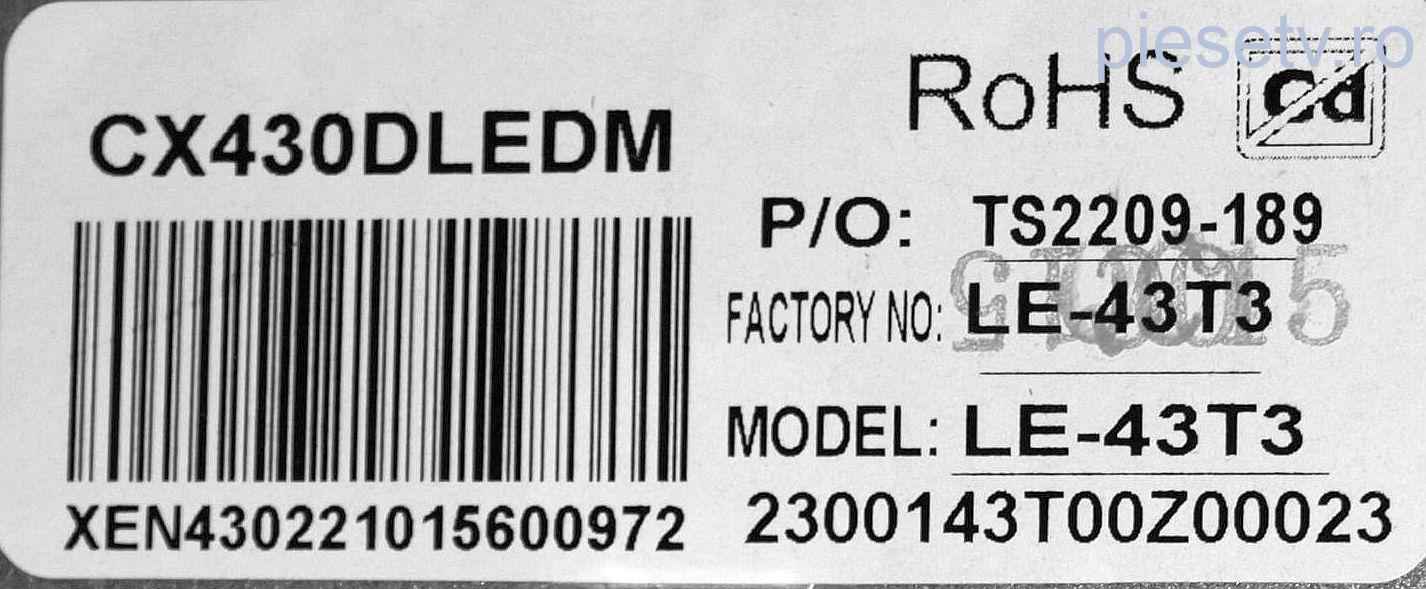 piesetv.ro
RoHS
Cd
CX430DLEDM
P/O: TS2209-189
FACTORY NO: LE-43T3
MODEL: LE-43T3
XEN430221015600972
2300143T00Z00023